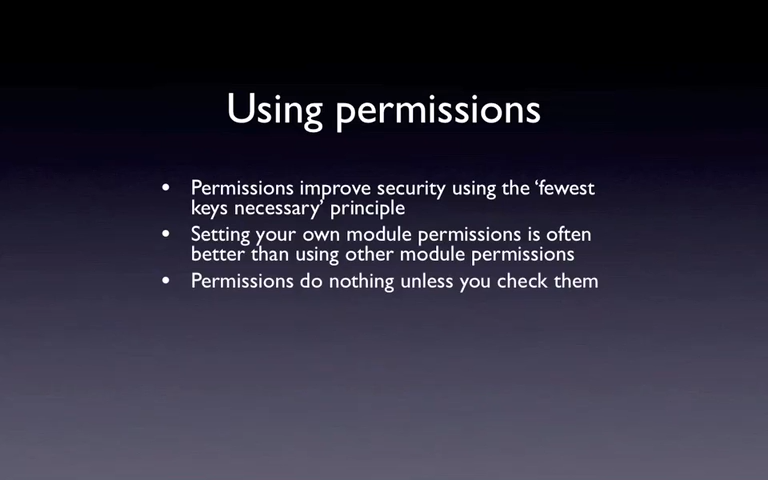 Using permissions
• Permissions improve security using the ‘fewest
keys necessary’ principle
• Setting your own module permissions is often
better than using other module permissions
• Permissions do nothing unless you check them